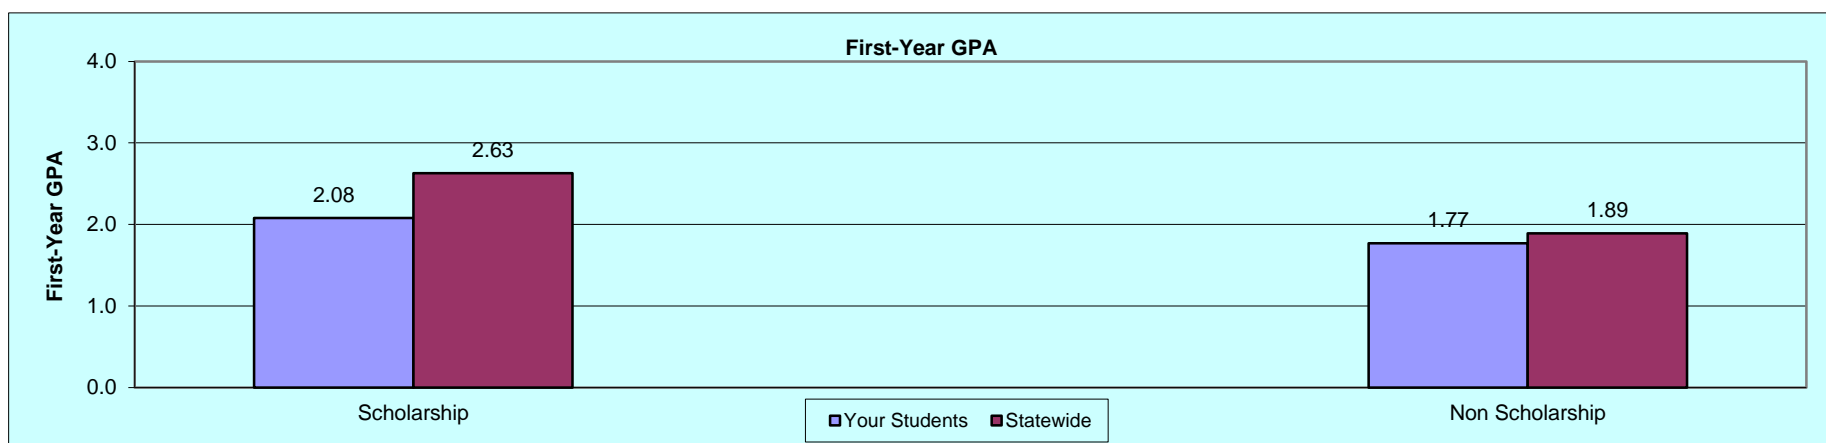 First-Year GPA
First-Year GPA
4.0
3.0
2.0
1.0
0.0
2.08
2.63
1.77
1.89
Scholarship
Non Scholarship
Your Students
Statewide